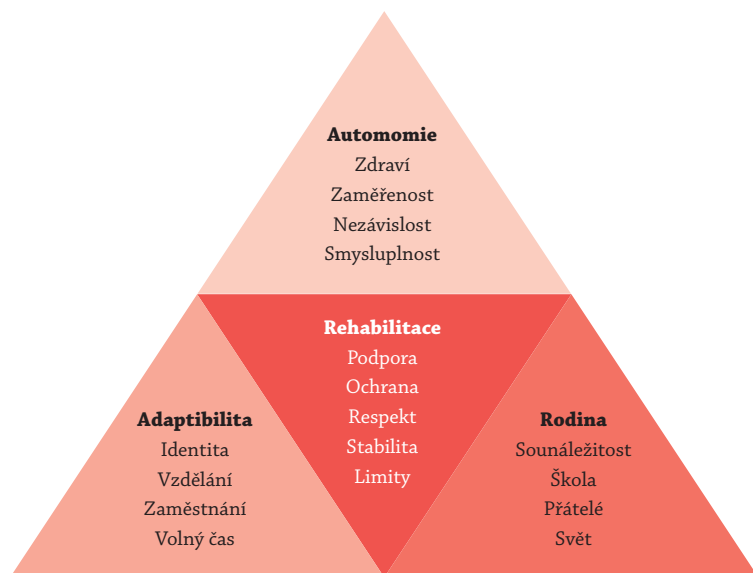 Automomie
Zdraví
Zaměřenost
Nezávislost
Smysluplnost
Rehabilitace
Podpora
Ochrana
Respekt
Stabilita
Limity
Adaptibilita
Identita
Vzdělání
Zaměstnání
Volný čas
Rodina
Sounáležitost
Škola
Přátelé
Svět